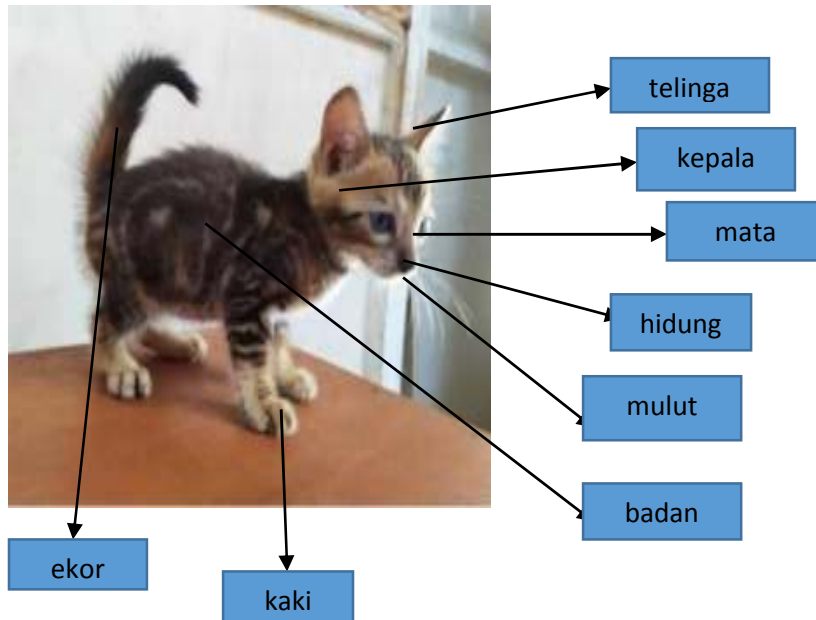 telinga
kepala
mata
hidung
mulut
badan
ekor
kaki